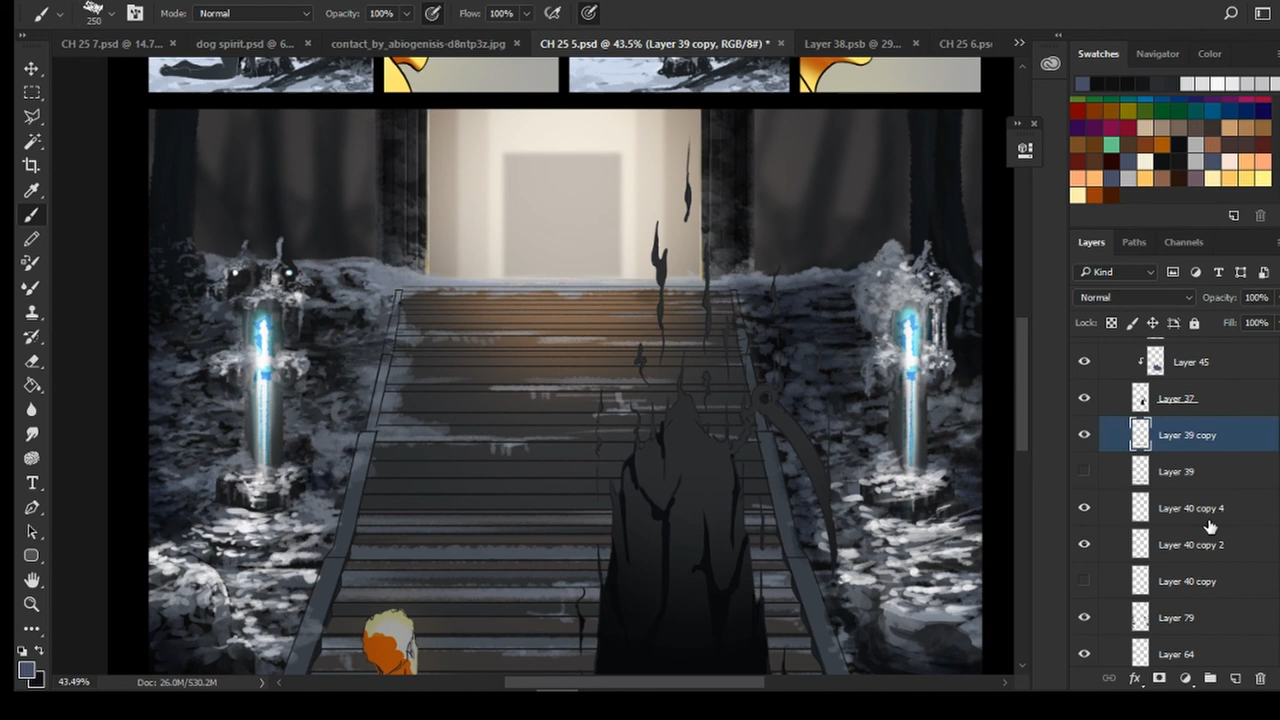 250 Mode: Normal Opacity: 100% Flow: 100%
CH 25 7.psd @ 14.7... × dog spirit.psd @ 6... × contact_by_abiogenisis-d8ntp3z.jpg × CH 25 5.psd @ 43.5% (Layer 39 copy, RGB/8#) * × Layer 38.psb @ 29... × CH 25 6.ps
Swatches Navigator Color
Layers Paths Channels
Kind
Normal Opacity: 100%
Lock: Fill: 100%
Layer 45
Layer 37
Layer 39 copy
Layer 39
Layer 40 copy 4
Layer 40 copy 2
Layer 40 copy
Layer 79
Layer 64
43.49% Doc: 26.0M/530.2M